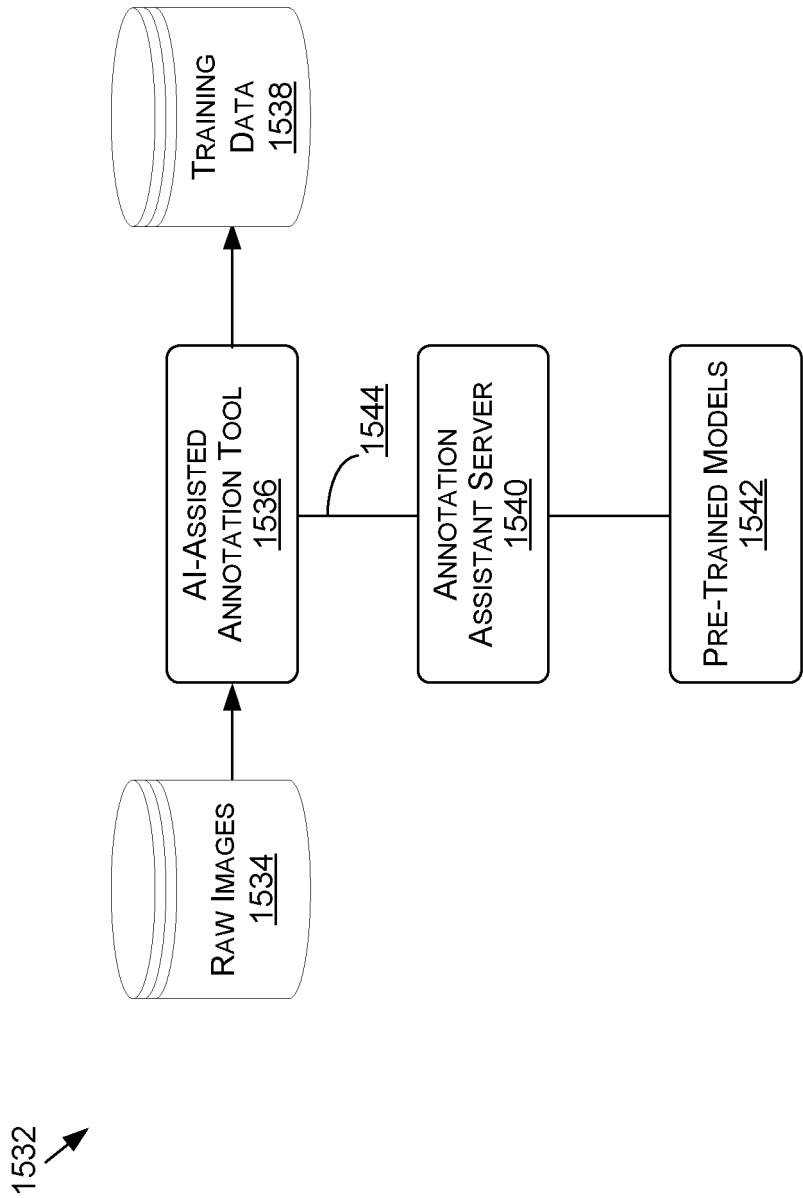 1532
RAW IMAGES
1534
AI-ASSISTED
ANNOTATION TOOL
1536
TRAINING
DATA
1538
1544
ANNOTATION
ASSISTANT SERVER
1540
PRE-TRAINED MODELS
1542